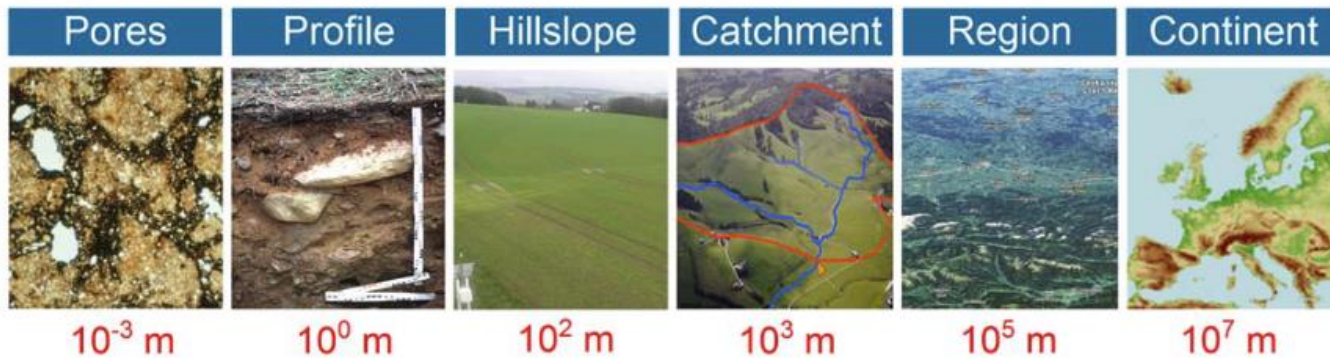 Pores Profile Hillslope Catchment Region Continent
10⁻³ m 10⁰ m 10² m 10³ m 10⁵ m 10⁷ m